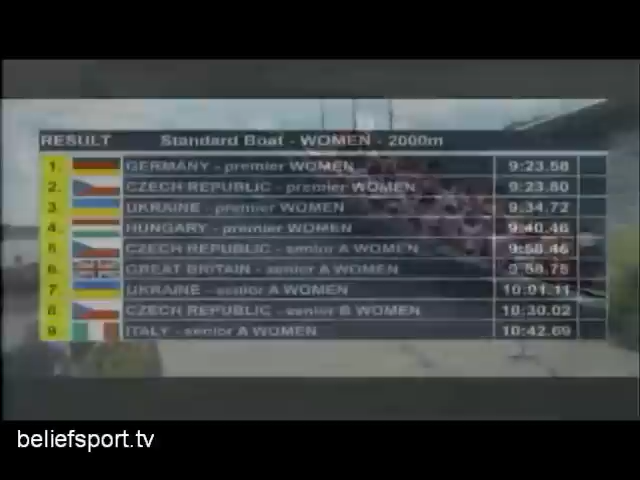 RESULT Standard Boat - WOMEN - 2000m
1. GERMANY - premier WOMEN 9:23.58
2. CZECH REPUBLIC - premier WOMEN 9:23.80
3. UKRAINE - premier WOMEN 9:34.72
4. HUNGARY - premier WOMEN 9:40.46
5. CZECH REPUBLIC - senior A WOMEN 9:58.46
6. GREAT BRITAIN - senior A WOMEN 9:58.75
7. UKRAINE - senior A WOMEN 10:01.11
8. CZECH REPUBLIC - senior B WOMEN 10:30.02
9. ITALY - senior A WOMEN 10:42.69
beliefsport.tv